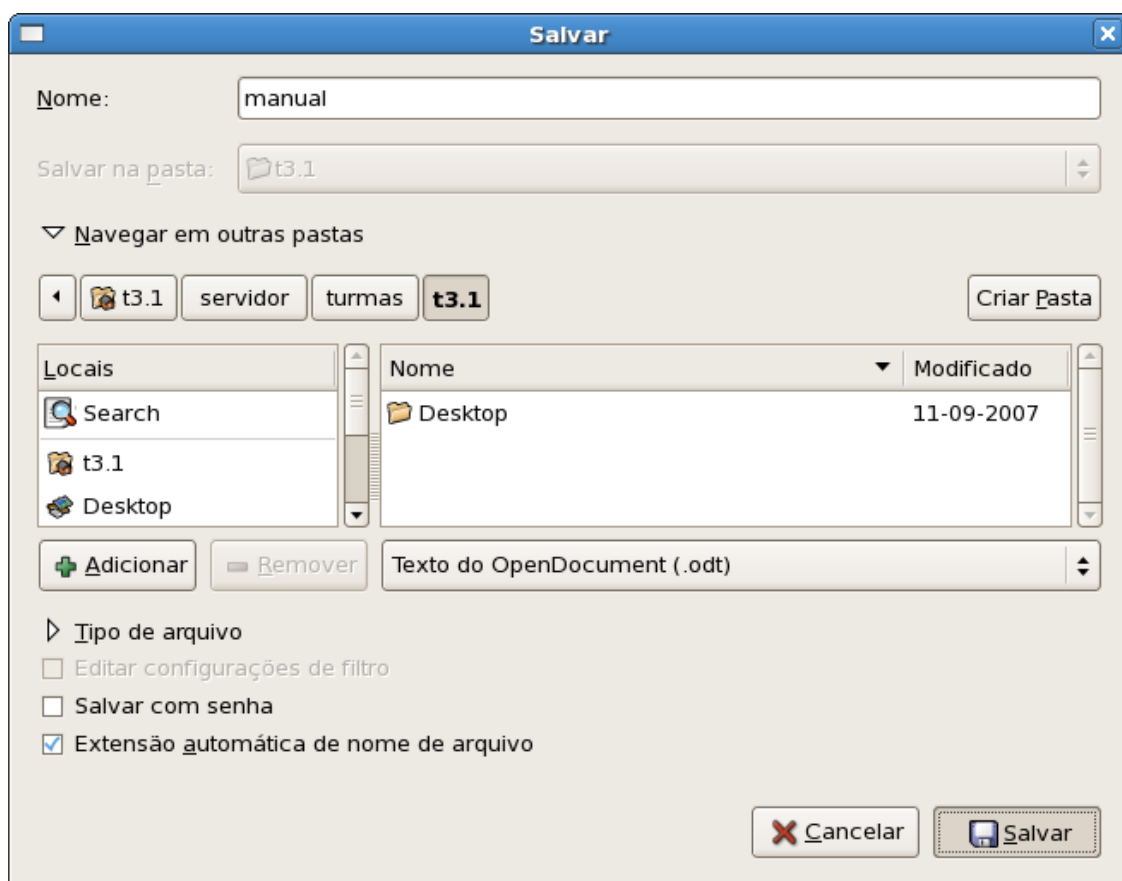 Salvar
Nome: manual
Salvar na pasta: t3.1
Navegar em outras pastas
t3.1 servidor turmas t3.1 Criar Pasta
Locais Nome Modificado
Search Desktop 11-09-2007
t3.1
Desktop
Adicionar Remover Texto do OpenDocument (.odt)
Tipo de arquivo
Editar configurações de filtro
Salvar com senha
Extensão automática de nome de arquivo
Cancelar Salvar